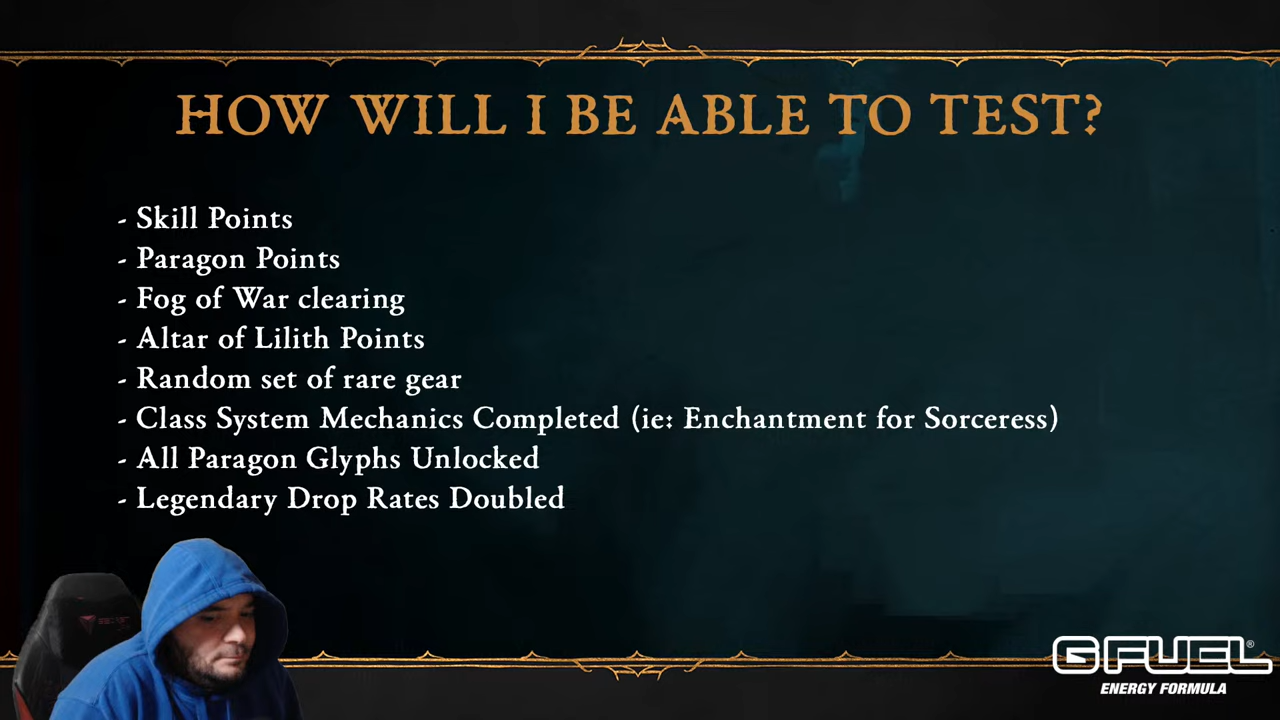 HOW WILL I BE ABLE TO TEST?
- Skill Points
- Paragon Points
- Fog of War clearing
- Altar of Lilith Points
- Random set of rare gear
- Class System Mechanics Completed (ie: Enchantment for Sorceress)
- All Paragon Glyphs Unlocked
- Legendary Drop Rates Doubled
G FUEL®
ENERGY FORMULA